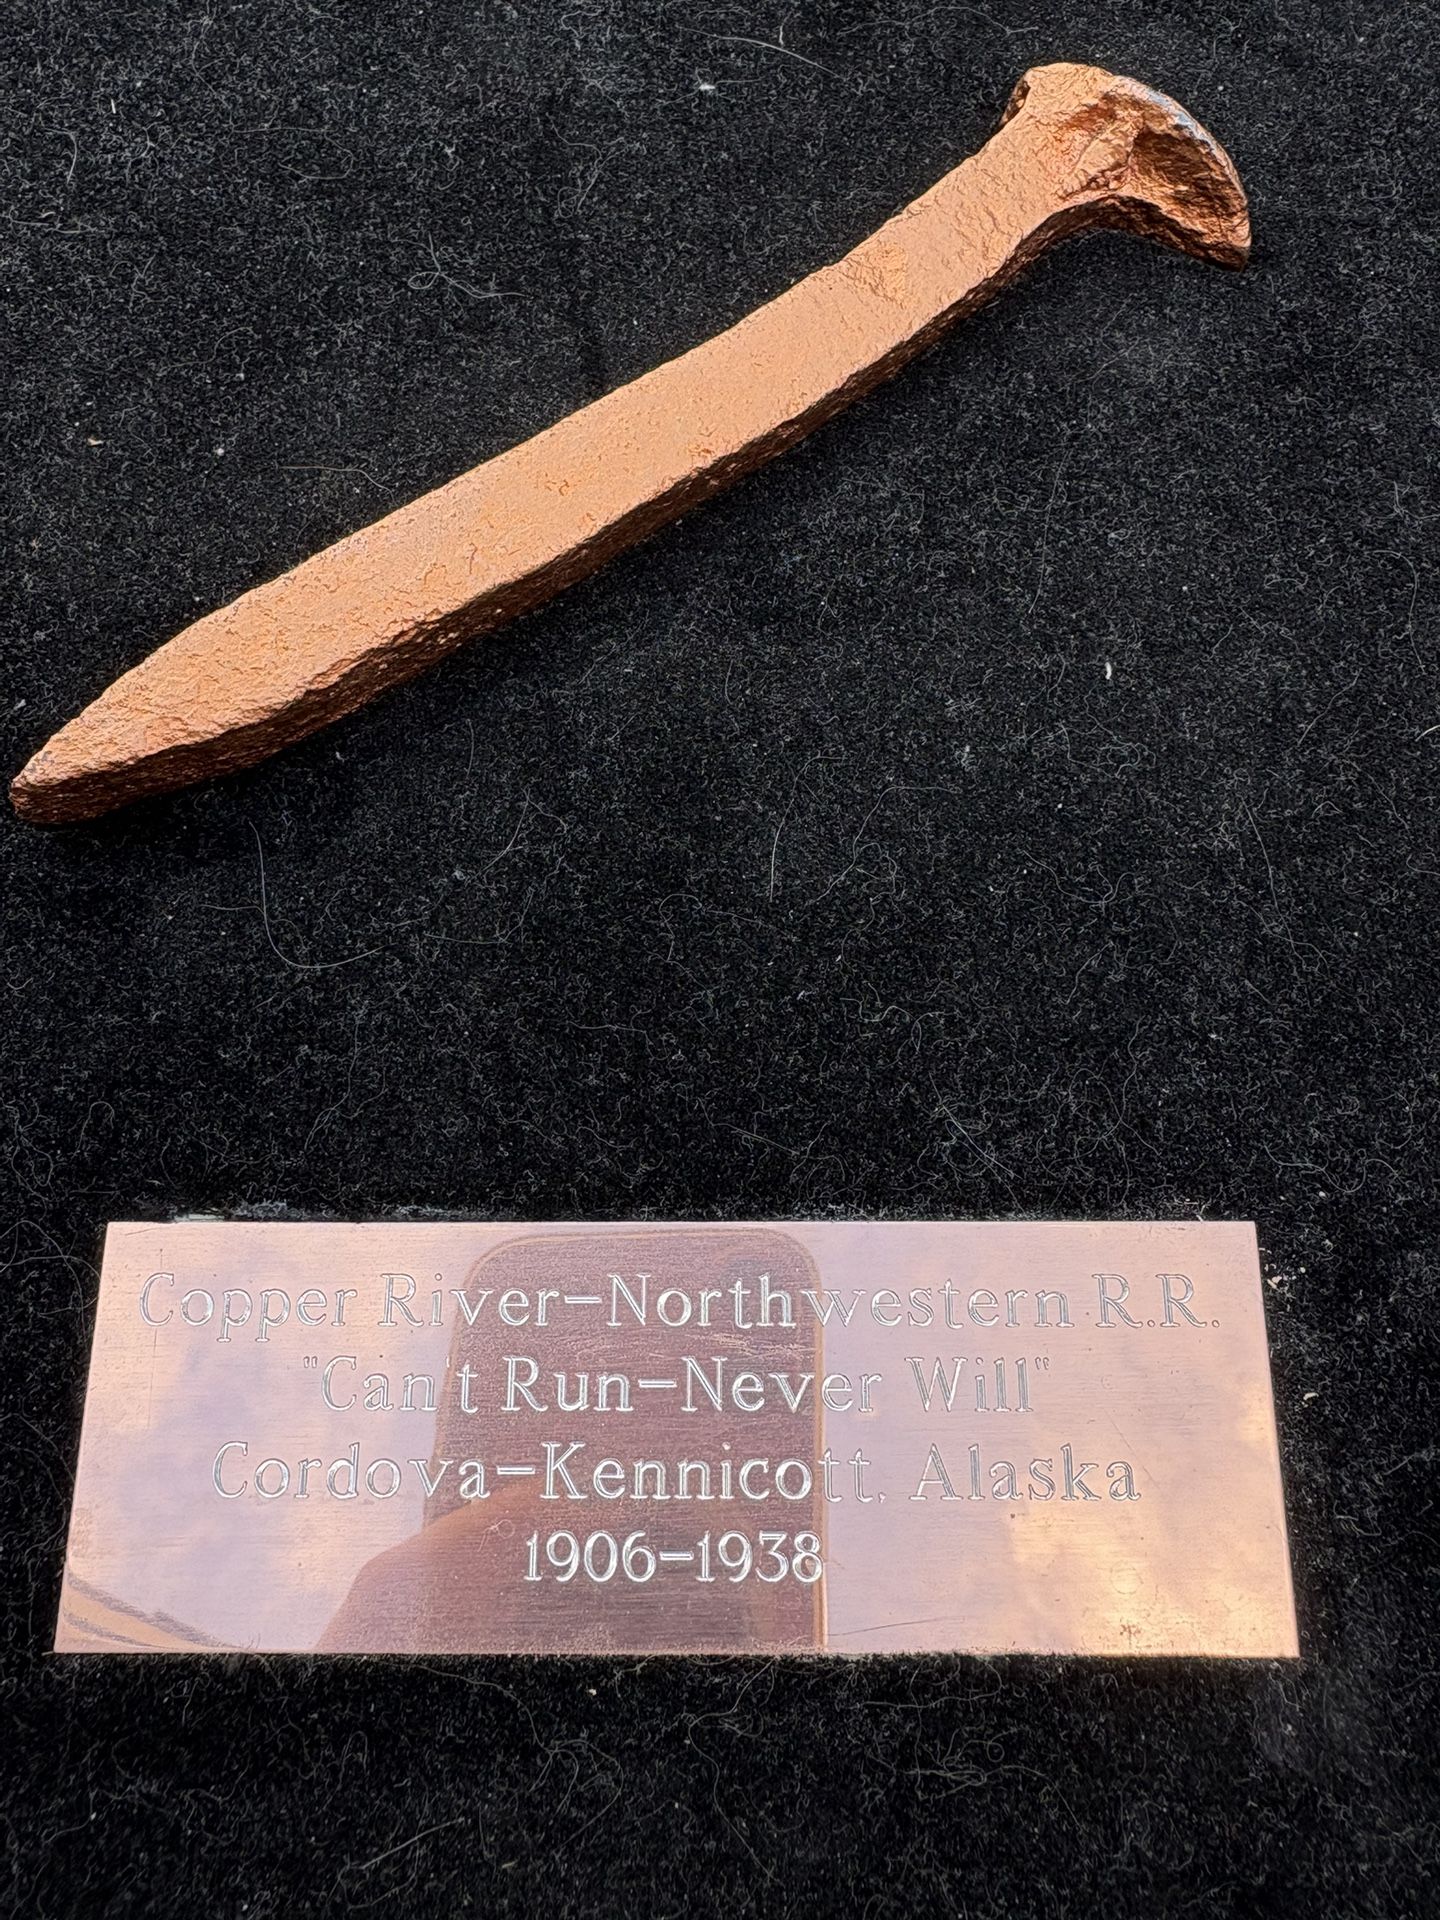 Copper River-Northwestern R.R.
"Can't Run-Never Will"
Cordova-Kennicott, Alaska
1906-1938